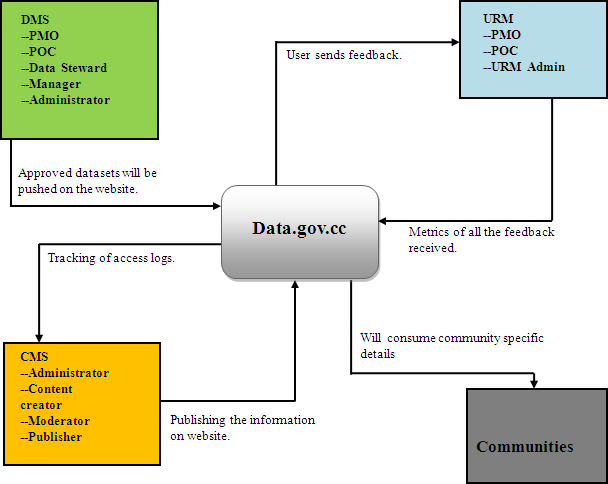 DMS
--PMO
--POC
--Data Steward
--Manager
--Administrator
URM
--PMO
--POC
--URM Admin
User sends feedback.
Approved datasets will be
pushed on the website.
Data.gov.cc
Metrics of all the feedback
received.
Tracking of access logs.
Will consume community specific
details
CMS
--Administrator
--Content
creator
--Moderator
--Publisher
Publishing the information
on website.
Communities